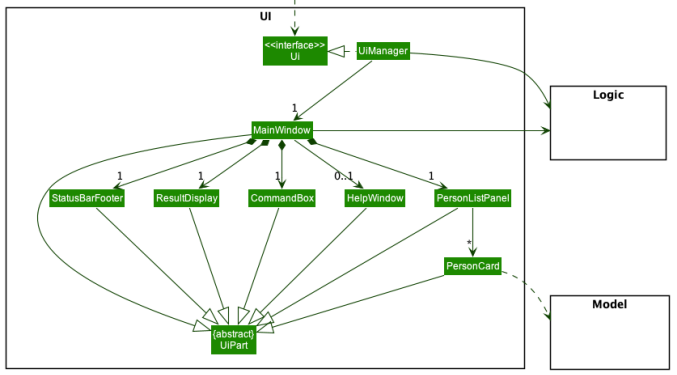 UI
<<interface>>
Ui
UiManager
Logic
1
MainWindow
1
1
1
0..1
1
StatusBarFooter
ResultDisplay
CommandBox
HelpWindow
PersonListPanel
*
PersonCard
Model
{abstract}
UiPart